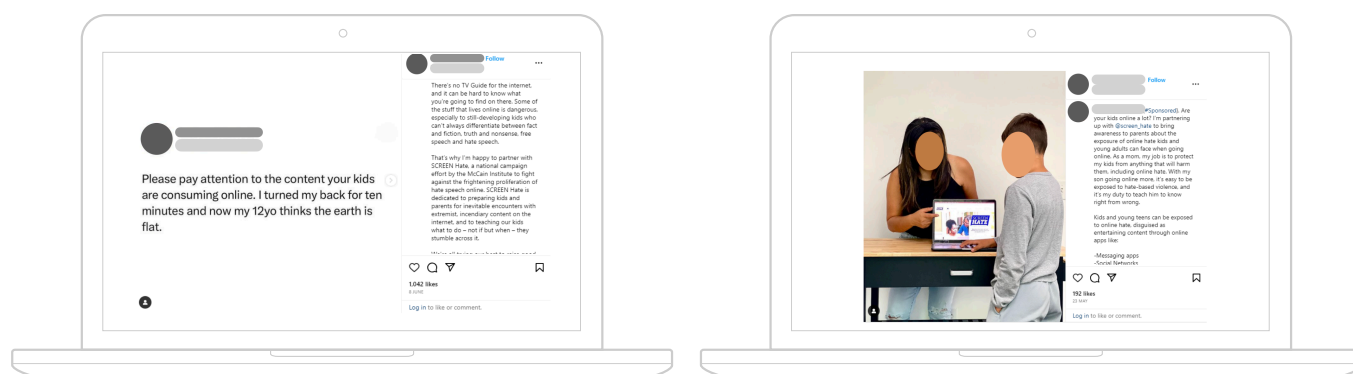 Please pay attention to the content your kids
are consuming online. I turned my back for ten
minutes and now my 12yo thinks the earth is
flat.
Follow
...
There's no TV Guide for the internet,
and it can be hard to know what
you're going to find on there. Some of
the stuff that lives online is dangerous,
especially to still-developing kids who
can't always differentiate between fact
and fiction, truth and nonsense, free
speech and hate speech.
That's why I'm happy to partner with
SCREEN Hate, a national campaign
effort by the McCain Institute to fight
against the frightening proliferation of
hate speech online. SCREEN Hate is
dedicated to preparing kids and
parents for inevitable encounters with
extremist, incendiary content on the
internet, and to teaching our kids
what to do – not if but when – they
stumble across it.
1,042 likes
8 JUNE
Log in to like or comment.
HATE
Follow
...
#Sponsored). Are
your kids online a lot? I'm partnering
up with @screen_hate to bring
awareness to parents about the
exposure of online hate kids and
young adults can face when going
online. As a mom, my job is to protect
my kids from anything that will harm
them, including online hate. With my
son going online more, it's easy to be
exposed to hate-based violence, and
it's my duty to teach him to know
right from wrong.
Kids and young teens can be exposed
to online hate, disguised as
entertaining content through online
apps like:
-Messaging apps
-Social Networks
192 likes
Log in to like or comment.